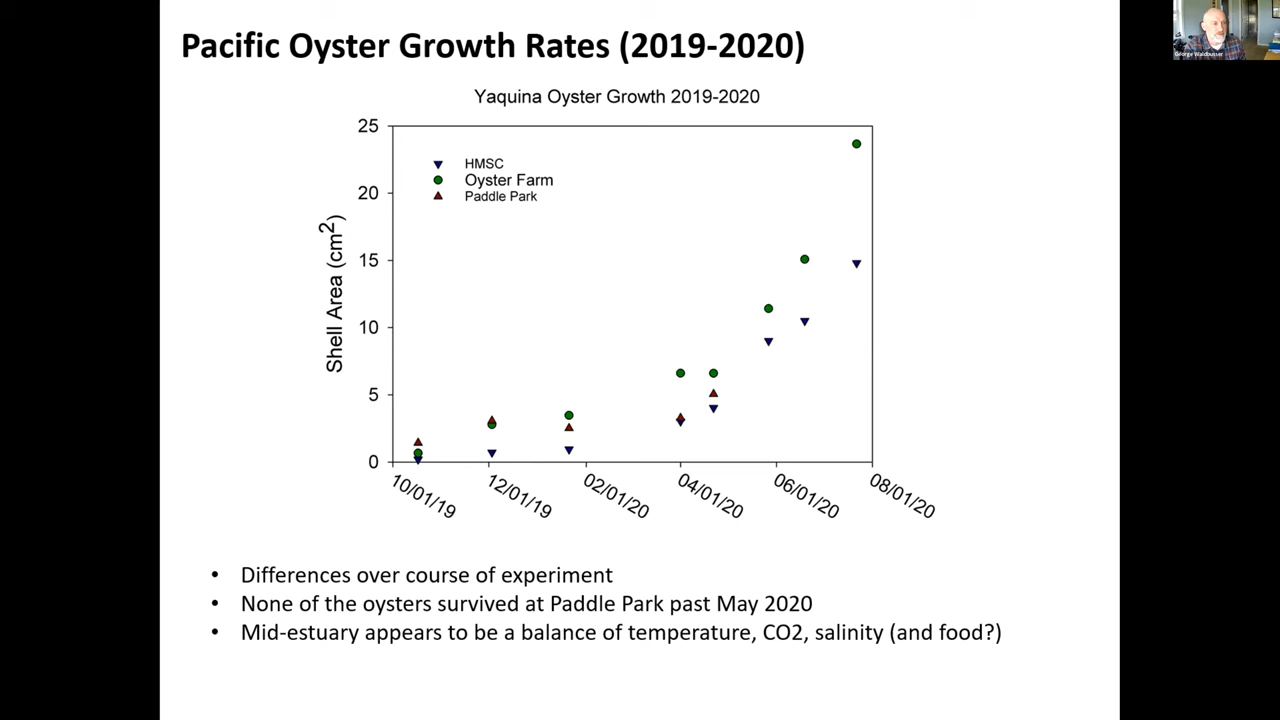 Pacific Oyster Growth Rates (2019-2020)
George Waldbusser
Yaquina Oyster Growth 2019-2020
25
20
15
10
5
0
Shell Area (cm²)
HMSC
Oyster Farm
Paddle Park
10/01/19
12/01/19
02/01/20
04/01/20
06/01/20
08/01/20
• Differences over course of experiment
• None of the oysters survived at Paddle Park past May 2020
• Mid-estuary appears to be a balance of temperature, CO2, salinity (and food?)